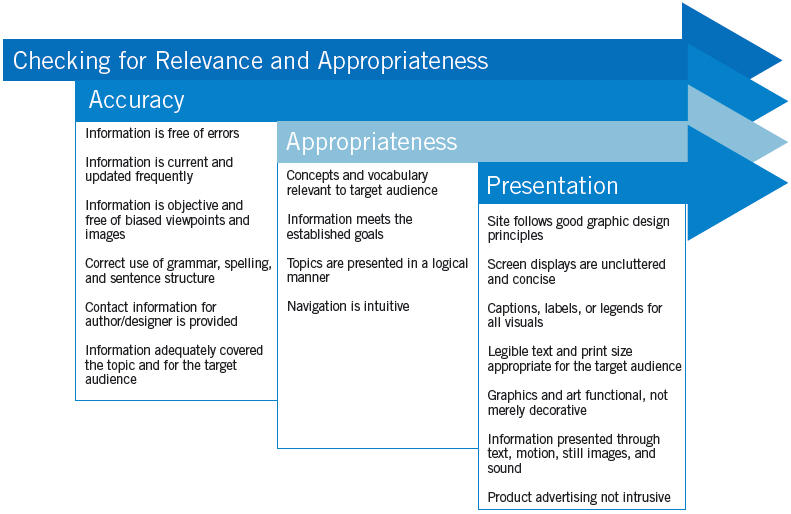 Checking for Relevance and Appropriateness
Accuracy
Information is free of errors
Information is current and
updated frequently
Information is objective and
free of biased viewpoints and
images
Correct use of grammar, spelling,
and sentence structure
Contact information for
author/designer is provided
Information adequately covered
the topic and for the target
audience
Appropriateness
Concepts and vocabulary
relevant to target audience
Information meets the
established goals
Topics are presented in a logical
manner
Navigation is intuitive
Presentation
Site follows good graphic design
principles
Screen displays are uncluttered
and concise
Captions, labels, or legends for
all visuals
Legible text and print size
appropriate for the target audience
Graphics and art functional, not
merely decorative
Information presented through
text, motion, still images, and
sound
Product advertising not intrusive